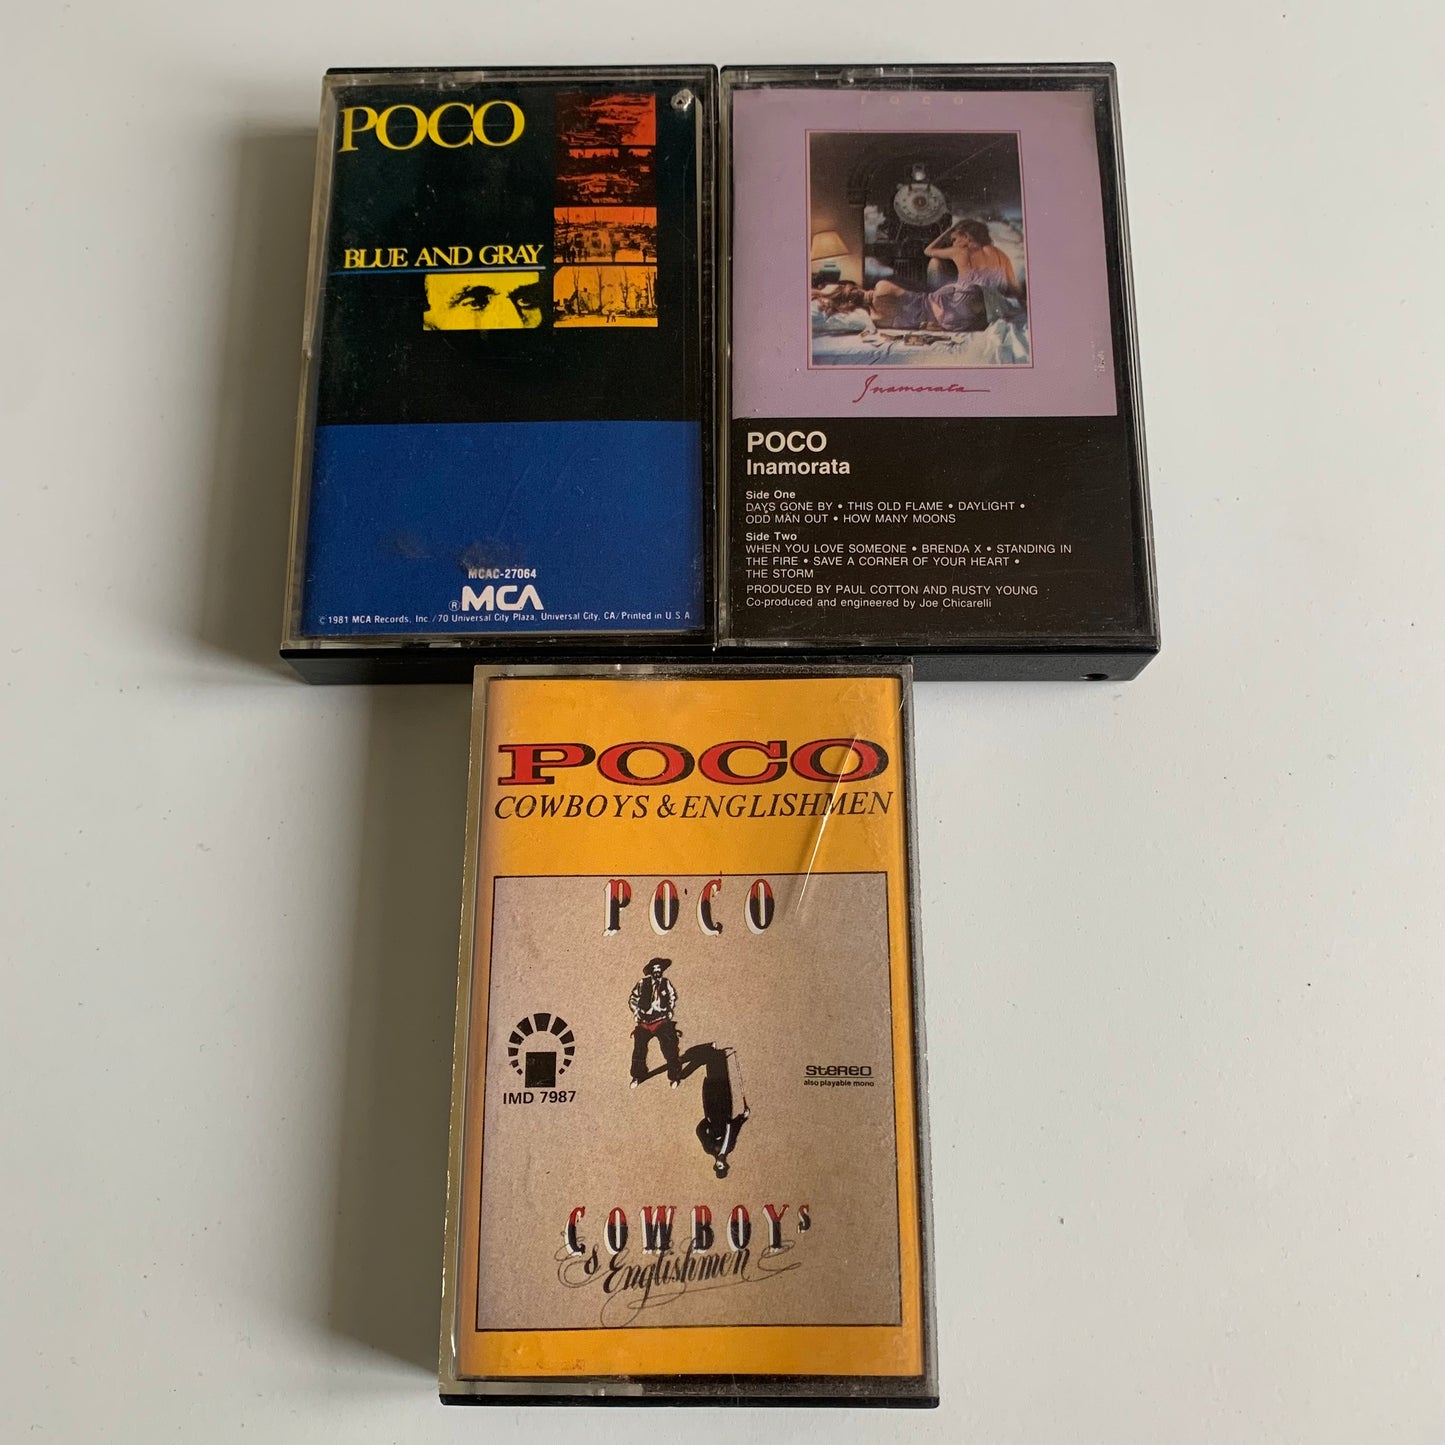 POCO
BLUE AND GRAY
MCAC-27064
® MCA
© 1981 MCA Records, Inc./70 Universal City Plaza, Universal City, CA/Printed in U.S.A.
POCO
Inamorata
POCO
Inamorata
Side One
DAYS GONE BY • THIS OLD FLAME • DAYLIGHT •
ODD MAN OUT • HOW MANY MOONS
Side Two
WHEN YOU LOVE SOMEONE • BRENDA X • STANDING IN
THE FIRE • SAVE A CORNER OF YOUR HEART •
THE STORM
PRODUCED BY PAUL COTTON AND RUSTY YOUNG
Co-produced and engineered by Joe Chicarelli
POCO
COWBOYS & ENGLISHMEN
POCO
IMD 7987
STEREO
also playable mono
COWBOYS
& Englishmen